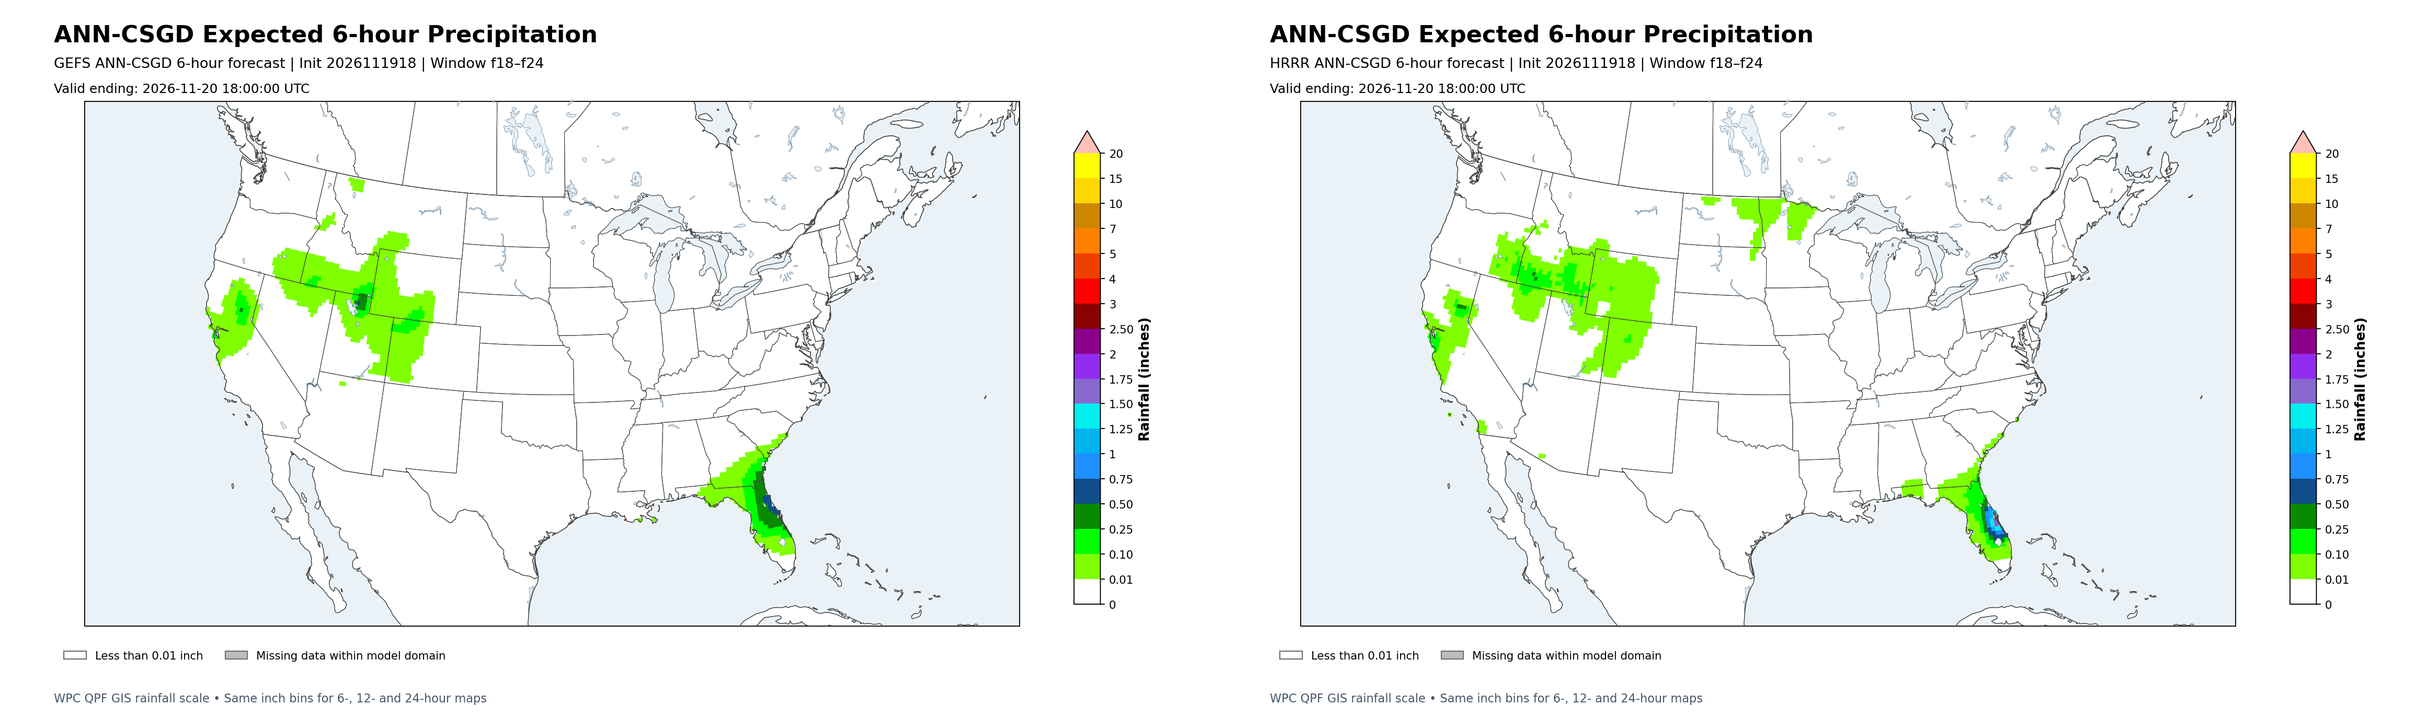 ANN-CSGD Expected 6-hour Precipitation
GEFS ANN-CSGD 6-hour forecast | Init 2026111918 | Window f18–f24
Valid ending: 2026-11-20 18:00:00 UTC
20
15
10
7
5
4
3
2.50
2
1.75
1.50
1.25
1
0.75
0.50
0.25
0.10
0.01
0
Rainfall (inches)
Less than 0.01 inch
Missing data within model domain
WPC QPF GIS rainfall scale • Same inch bins for 6-, 12- and 24-hour maps
ANN-CSGD Expected 6-hour Precipitation
HRRR ANN-CSGD 6-hour forecast | Init 2026111918 | Window f18–f24
Valid ending: 2026-11-20 18:00:00 UTC
20
15
10
7
5
4
3
2.50
2
1.75
1.50
1.25
1
0.75
0.50
0.25
0.10
0.01
0
Rainfall (inches)
Less than 0.01 inch
Missing data within model domain
WPC QPF GIS rainfall scale • Same inch bins for 6-, 12- and 24-hour maps